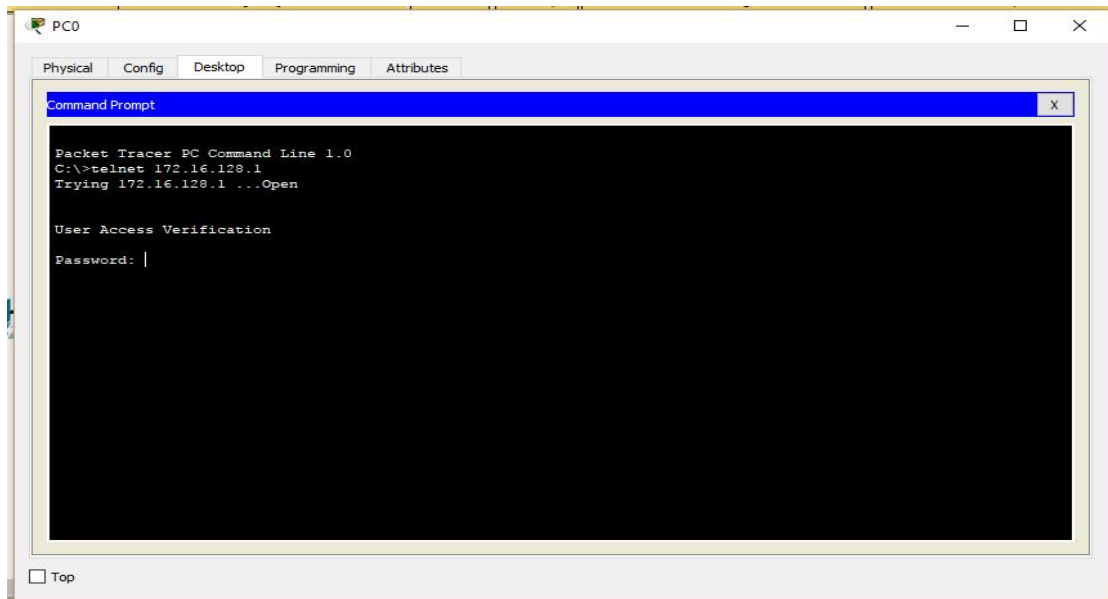 PC0
Physical Config Desktop Programming Attributes
Command Prompt X
Packet Tracer PC Command Line 1.0
C:\>telnet 172.16.128.1
Trying 172.16.128.1 ...Open
User Access Verification
Password:
Top